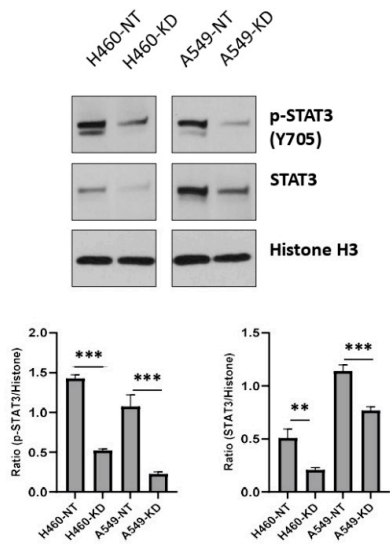 H460-NT
H460-KD
A549-NT
A549-KD
p-STAT3
(Y705)
STAT3
Histone H3
Ratio (p-STAT3/Histone)
2.0
1.5
1.0
0.5
0.0
***
***
H460-NT
H460-KD
A549-NT
A549-KD
Ratio (STAT3/Histone)
1.5
1.0
0.5
0.0
**
***
H460-NT
H460-KD
A549-NT
A549-KD